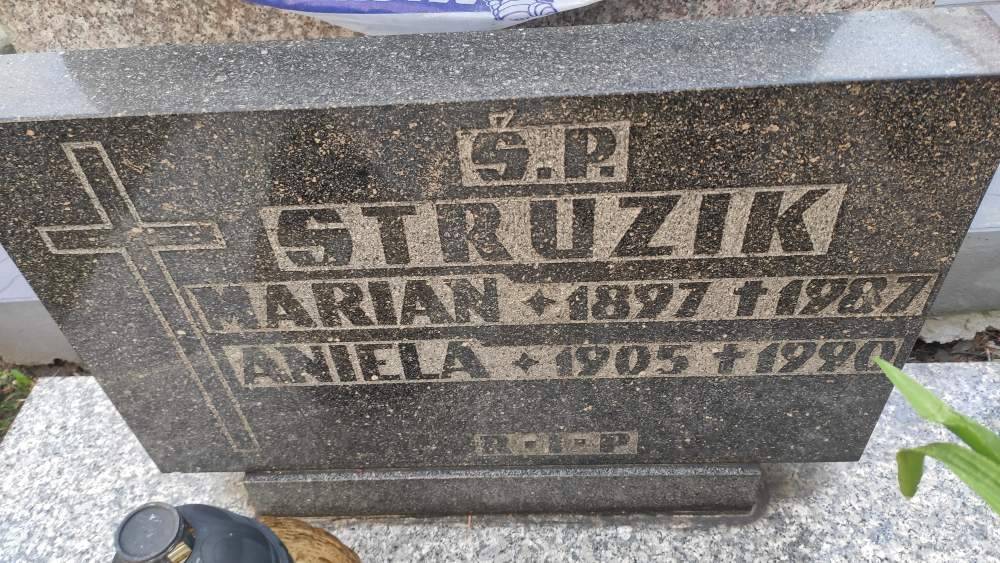 Ś.P.
STRUZIK
MARIAN ✦ 1897 ✝ 1987
ANIELA ✦ 1905 ✝ 1990
R•I•P